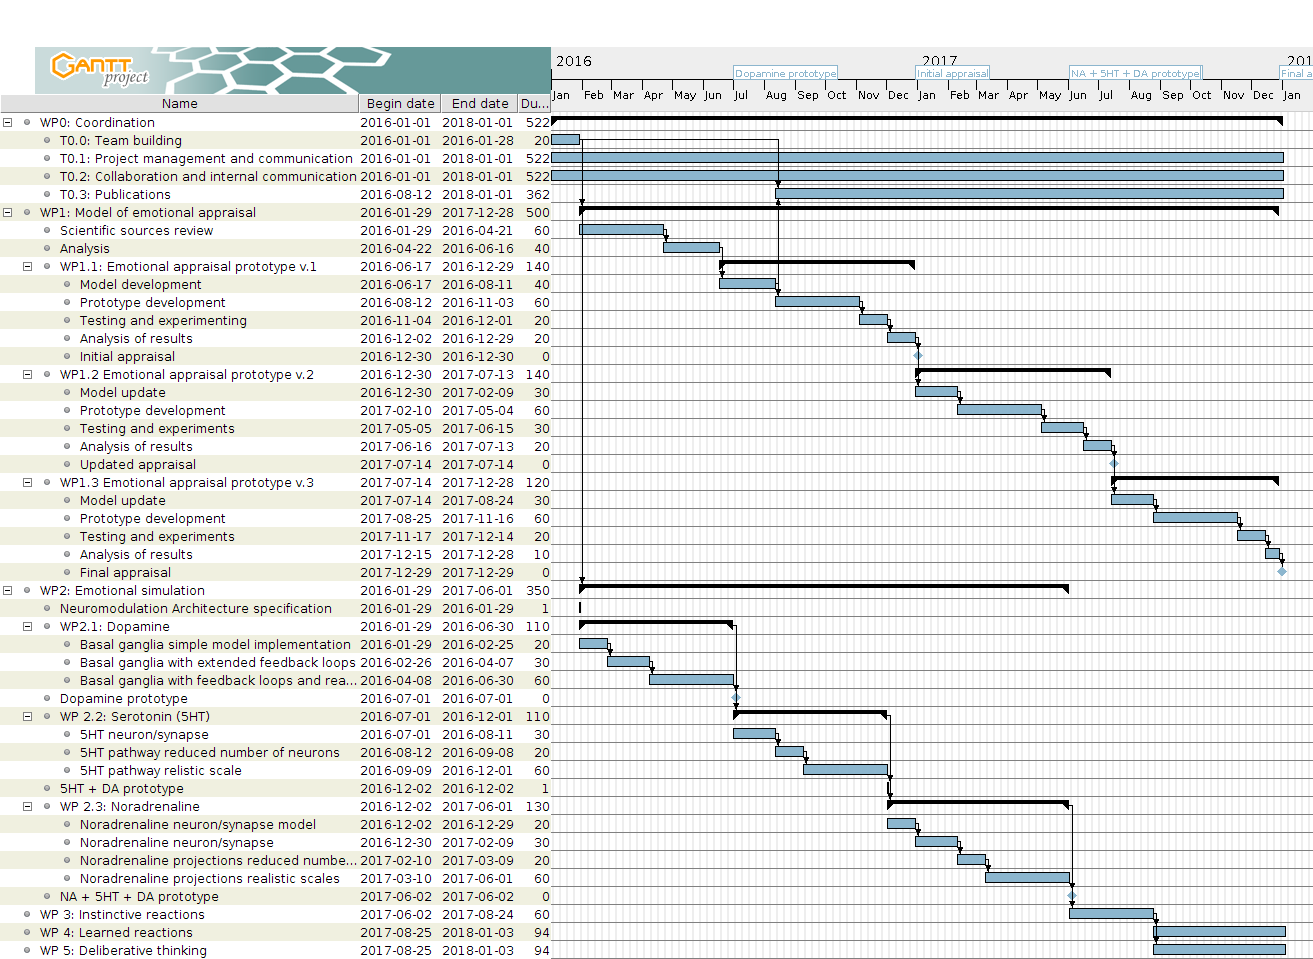 GANTT
project
2016 2017 201
Dopamine prototype Initial appraisal NA + 5HT + DA prototype Final a
Jan Feb Mar Apr May Jun Jul Aug Sep Oct Nov Dec Jan Feb Mar Apr May Jun Jul Aug Sep Oct Nov Dec Jan
Name Begin date End date Du...
WP0: Coordination 2016-01-01 2018-01-01 522
T0.0: Team building 2016-01-01 2016-01-28 20
T0.1: Project management and communication 2016-01-01 2018-01-01 522
T0.2: Collaboration and internal communication 2016-01-01 2018-01-01 522
T0.3: Publications 2016-08-12 2018-01-01 362
WP1: Model of emotional appraisal 2016-01-29 2017-12-28 500
Scientific sources review 2016-01-29 2016-04-21 60
Analysis 2016-04-22 2016-06-16 40
WP1.1: Emotional appraisal prototype v.1 2016-06-17 2016-12-29 140
Model development 2016-06-17 2016-08-11 40
Prototype development 2016-08-12 2016-11-03 60
Testing and experimenting 2016-11-04 2016-12-01 20
Analysis of results 2016-12-02 2016-12-29 20
Initial appraisal 2016-12-30 2016-12-30 0
WP1.2 Emotional appraisal prototype v.2 2016-12-30 2017-07-13 140
Model update 2016-12-30 2017-02-09 30
Prototype development 2017-02-10 2017-05-04 60
Testing and experiments 2017-05-05 2017-06-15 30
Analysis of results 2017-06-16 2017-07-13 20
Updated appraisal 2017-07-14 2017-07-14 0
WP1.3 Emotional appraisal prototype v.3 2017-07-14 2017-12-28 120
Model update 2017-07-14 2017-08-24 30
Prototype development 2017-08-25 2017-11-16 60
Testing and experiments 2017-11-17 2017-12-14 20
Analysis of results 2017-12-15 2017-12-28 10
Final appraisal 2017-12-29 2017-12-29 0
WP2: Emotional simulation 2016-01-29 2017-06-01 350
Neuromodulation Architecture specification 2016-01-29 2016-01-29 1
WP2.1: Dopamine 2016-01-29 2016-06-30 110
Basal ganglia simple model implementation 2016-01-29 2016-02-25 20
Basal ganglia with extended feedback loops 2016-02-26 2016-04-07 30
Basal ganglia with feedback loops and rea... 2016-04-08 2016-06-30 60
Dopamine prototype 2016-07-01 2016-07-01 0
WP 2.2: Serotonin (5HT) 2016-07-01 2016-12-01 110
5HT neuron/synapse 2016-07-01 2016-08-11 30
5HT pathway reduced number of neurons 2016-08-12 2016-09-08 20
5HT pathway relistic scale 2016-09-09 2016-12-01 60
5HT + DA prototype 2016-12-02 2016-12-02 1
WP 2.3: Noradrenaline 2016-12-02 2017-06-01 130
Noradrenaline neuron/synapse model 2016-12-02 2016-12-29 20
Noradrenaline neuron/synapse 2016-12-30 2017-02-09 30
Noradrenaline projections reduced numbe... 2017-02-10 2017-03-09 20
Noradrenaline projections realistic scales 2017-03-10 2017-06-01 60
NA + 5HT + DA prototype 2017-06-02 2017-06-02 0
WP 3: Instinctive reactions 2017-06-02 2017-08-24 60
WP 4: Learned reactions 2017-08-25 2018-01-03 94
WP 5: Deliberative thinking 2017-08-25 2018-01-03 94